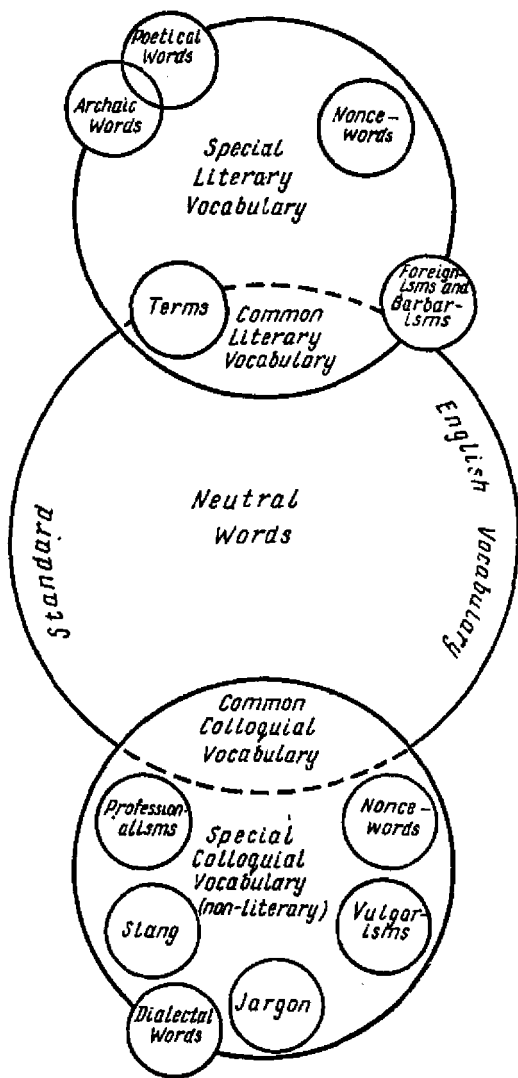 Poetical
Words
Archaic
Words
Nonce-
words
Special
Literary
Vocabulary
Terms
Common
Literary
Vocabulary
Foreign-
isms and
Barbar-
isms
Neutral
Words
Standard
English Vocabulary
Common
Colloquial
Vocabulary
Profession-
alisms
Nonce-
words
Special
Colloquial
Vocabulary
(non-literary)
Slang
Vulgar-
isms
Jargon
Dialectal
Words